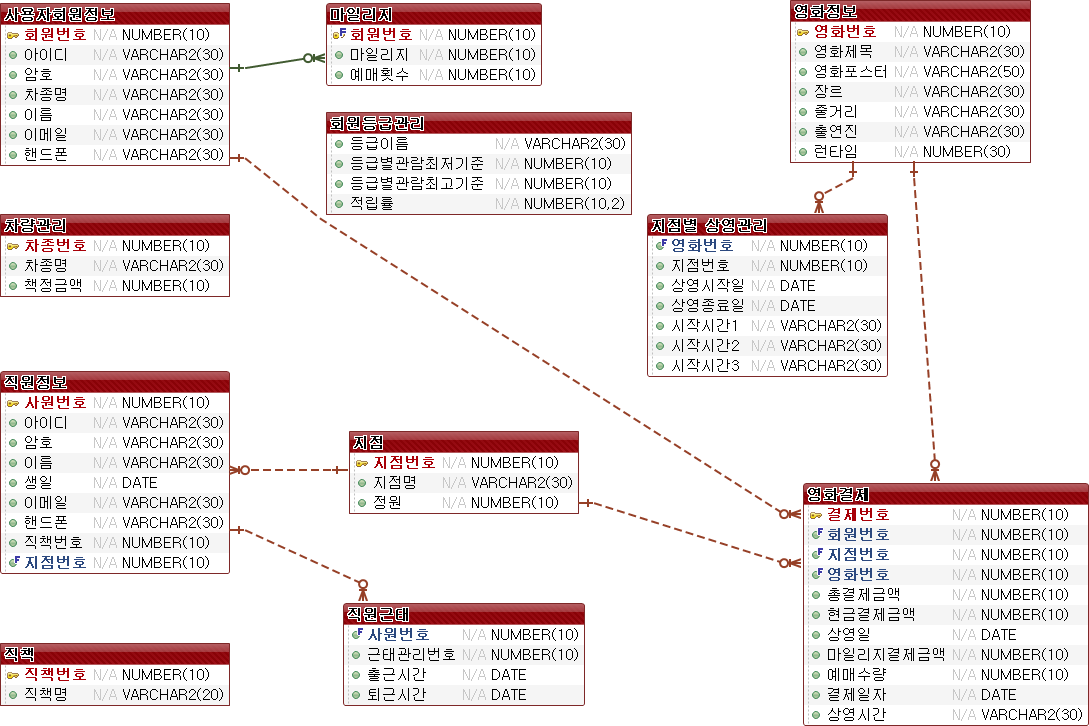 사용자회원정보
회원번호 N/A NUMBER(10)
아이디 N/A VARCHAR2(30)
암호 N/A VARCHAR2(30)
차종명 N/A VARCHAR2(30)
이름 N/A VARCHAR2(30)
이메일 N/A VARCHAR2(30)
핸드폰 N/A VARCHAR2(30)
마일리지
회원번호 N/A NUMBER(10)
마일리지 N/A NUMBER(10)
예매횟수 N/A NUMBER(10)
영화정보
영화번호 N/A NUMBER(10)
영화제목 N/A VARCHAR2(30)
영화포스터 N/A VARCHAR2(50)
장르 N/A VARCHAR2(30)
줄거리 N/A VARCHAR2(30)
출연진 N/A VARCHAR2(30)
런타임 N/A NUMBER(30)
회원등급관리
등급이름 N/A VARCHAR2(30)
등급별관람최저기준 N/A NUMBER(10)
등급별관람최고기준 N/A NUMBER(10)
적립률 N/A NUMBER(10,2)
차량관리
차종번호 N/A NUMBER(10)
차종명 N/A VARCHAR2(30)
책정금액 N/A NUMBER(10)
지점별 상영관리
영화번호 N/A NUMBER(10)
지점번호 N/A NUMBER(10)
상영시작일 N/A DATE
상영종료일 N/A DATE
시작시간1 N/A VARCHAR2(30)
시작시간2 N/A VARCHAR2(30)
시작시간3 N/A VARCHAR2(30)
직원정보
사원번호 N/A NUMBER(10)
아이디 N/A VARCHAR2(30)
암호 N/A VARCHAR2(30)
이름 N/A VARCHAR2(30)
생일 N/A DATE
이메일 N/A VARCHAR2(30)
핸드폰 N/A VARCHAR2(30)
직책번호 N/A NUMBER(10)
지점번호 N/A NUMBER(10)
지점
지점번호 N/A NUMBER(10)
지점명 N/A VARCHAR2(30)
정원 N/A NUMBER(10)
영화결제
결제번호 N/A NUMBER(10)
회원번호 N/A NUMBER(10)
지점번호 N/A NUMBER(10)
영화번호 N/A NUMBER(10)
총결제금액 N/A NUMBER(10)
현금결제금액 N/A NUMBER(10)
상영일 N/A DATE
마일리지결제금액 N/A NUMBER(10)
예매수량 N/A NUMBER(10)
결제일자 N/A DATE
상영시간 N/A VARCHAR2(30)
직원근태
사원번호 N/A NUMBER(10)
근태관리번호 N/A NUMBER(10)
출근시간 N/A DATE
퇴근시간 N/A DATE
직책
직책번호 N/A NUMBER(10)
직책명 N/A VARCHAR2(20)